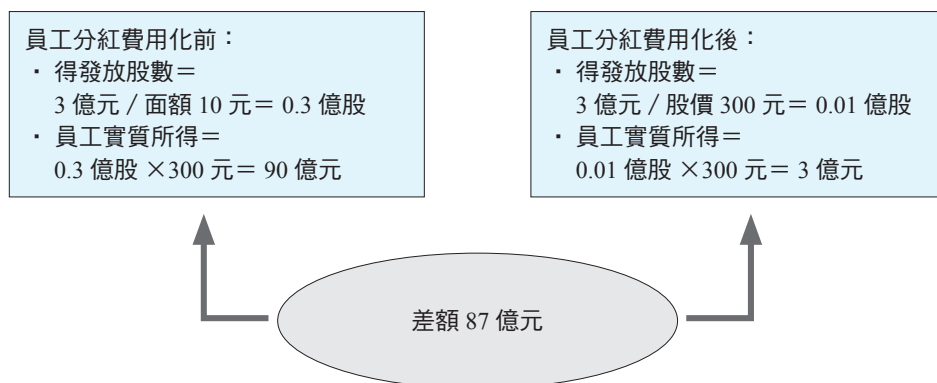 員工分紅費用化前：
· 得發放股數＝
3 億元 / 面額 10 元＝ 0.3 億股
· 員工實質所得＝
0.3 億股 ×300 元＝ 90 億元
員工分紅費用化後：
· 得發放股數＝
3 億元 / 股價 300 元＝ 0.01 億股
· 員工實質所得＝
0.01 億股 ×300 元＝ 3 億元
差額 87 億元